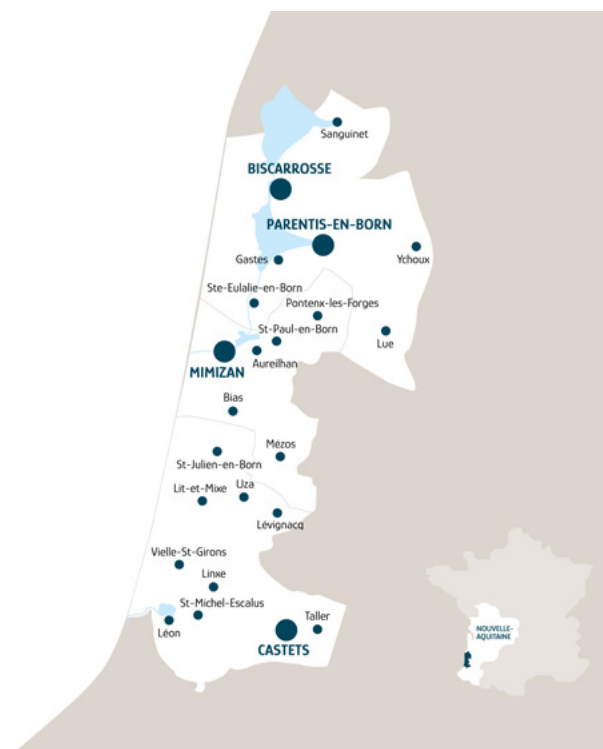 Sanguinet
BISCARROSSE
PARENTIS-EN-BORN
Gastes
Ychoux
Ste-Eulalie-en-Born
Pontenx-les-Forges
St-Paul-en-Born
Lue
Aureilhan
MIMIZAN
Bias
Mézos
St-Julien-en-Born
Uza
Lit-et-Mixe
Lévignacq
Vielle-St-Girons
Linxe
St-Michel-Escalus
Taller
Léon
CASTETS
NOUVELLE-
AQUITAINE